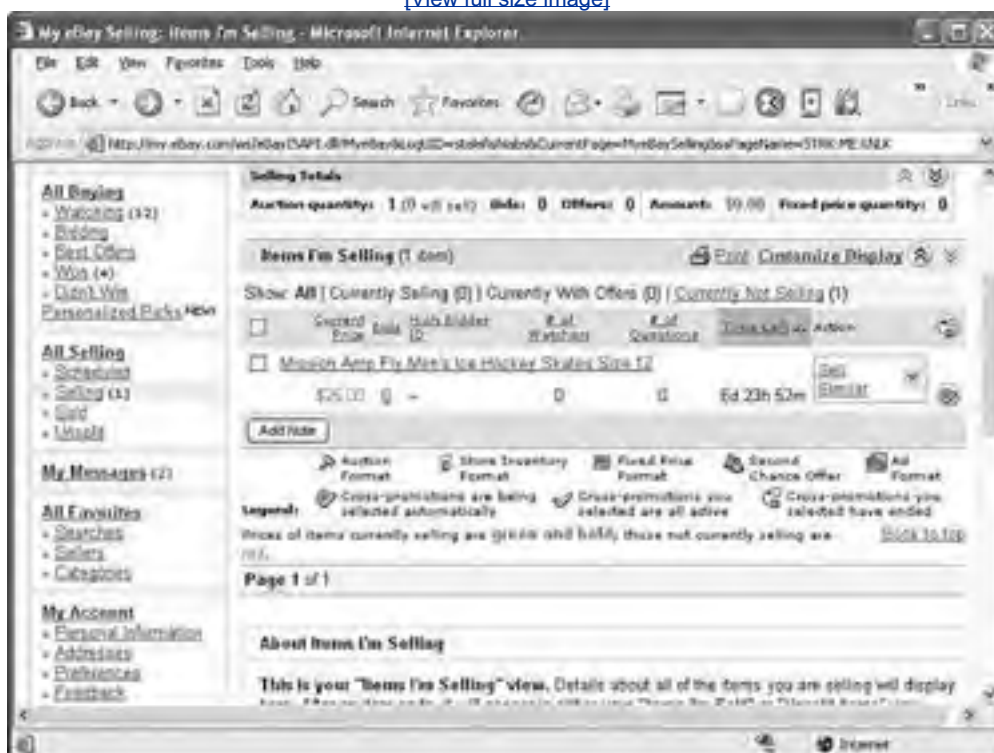 [View full size image]
My eBay Selling: Items I'm Selling - Microsoft Internet Explorer
File Edit View Favorites Tools Help
Back Search Favorites Links
Selling Totals
Auction quantity: 1 (0 will sell) Bids: 0 Offers: 0 Amount: $0.00 Fixed price quantity: 0
Items I'm Selling (1 item) Print Customize Display
Show: All | Currently Selling (0) | Currently With Offers (0) | Currently Not Selling (1)
Current Price Bids High Bidder ID # of Watchers # of Questions Time Left Action
Mission Amp Fly Men's Ice Hockey Skates Size 12
$25.00 0 -- 0 0 6d 23h 52m Sell Similar
Add Note
Auction Format Store Inventory Format Fixed Price Format Second Chance Offer Ad Format
Legend: Cross-promotions are being selected automatically Cross-promotions you selected are all active Cross-promotions you selected have ended
Prices of items currently selling are green and bold, those not currently selling are red. Back to top
Page 1 of 1
About Items I'm Selling
This is your "Items I'm Selling" view. Details about all of the items you are selling will display
All Buying
Watching (12)
Bidding
Best Offers
Won (4)
Didn't Win
Personalized Picks NEW!
All Selling
Scheduled
Selling (1)
Sold
Unsold
My Messages (2)
All Favorites
Searches
Sellers
Categories
My Account
Personal Information
Addresses
Preferences
Feedback
Internet